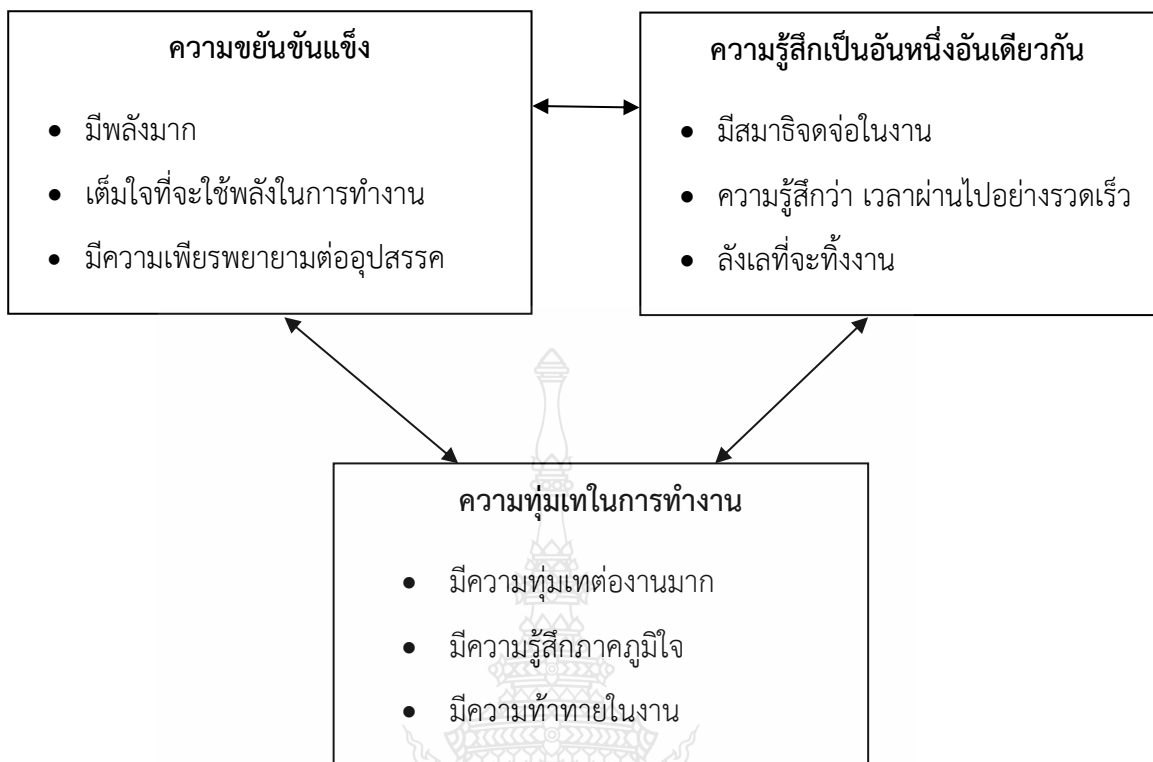 ความขยันขันแข็ง
• มีพลังมาก
• เต็มใจที่จะใช้พลังในการทำงาน
• มีความเพียรพยายามต่ออุปสรรค
ความรู้สึกเป็นอันหนึ่งอันเดียวกัน
• มีสมาธิจดจ่อในงาน
• ความรู้สึกว่า เวลาผ่านไปอย่างรวดเร็ว
• ลังเลที่จะทิ้งงาน
ความทุ่มเทในการทำงาน
• มีความทุ่มเทต่องานมาก
• มีความรู้สึกภาคภูมิใจ
• มีความท้าทายในงาน